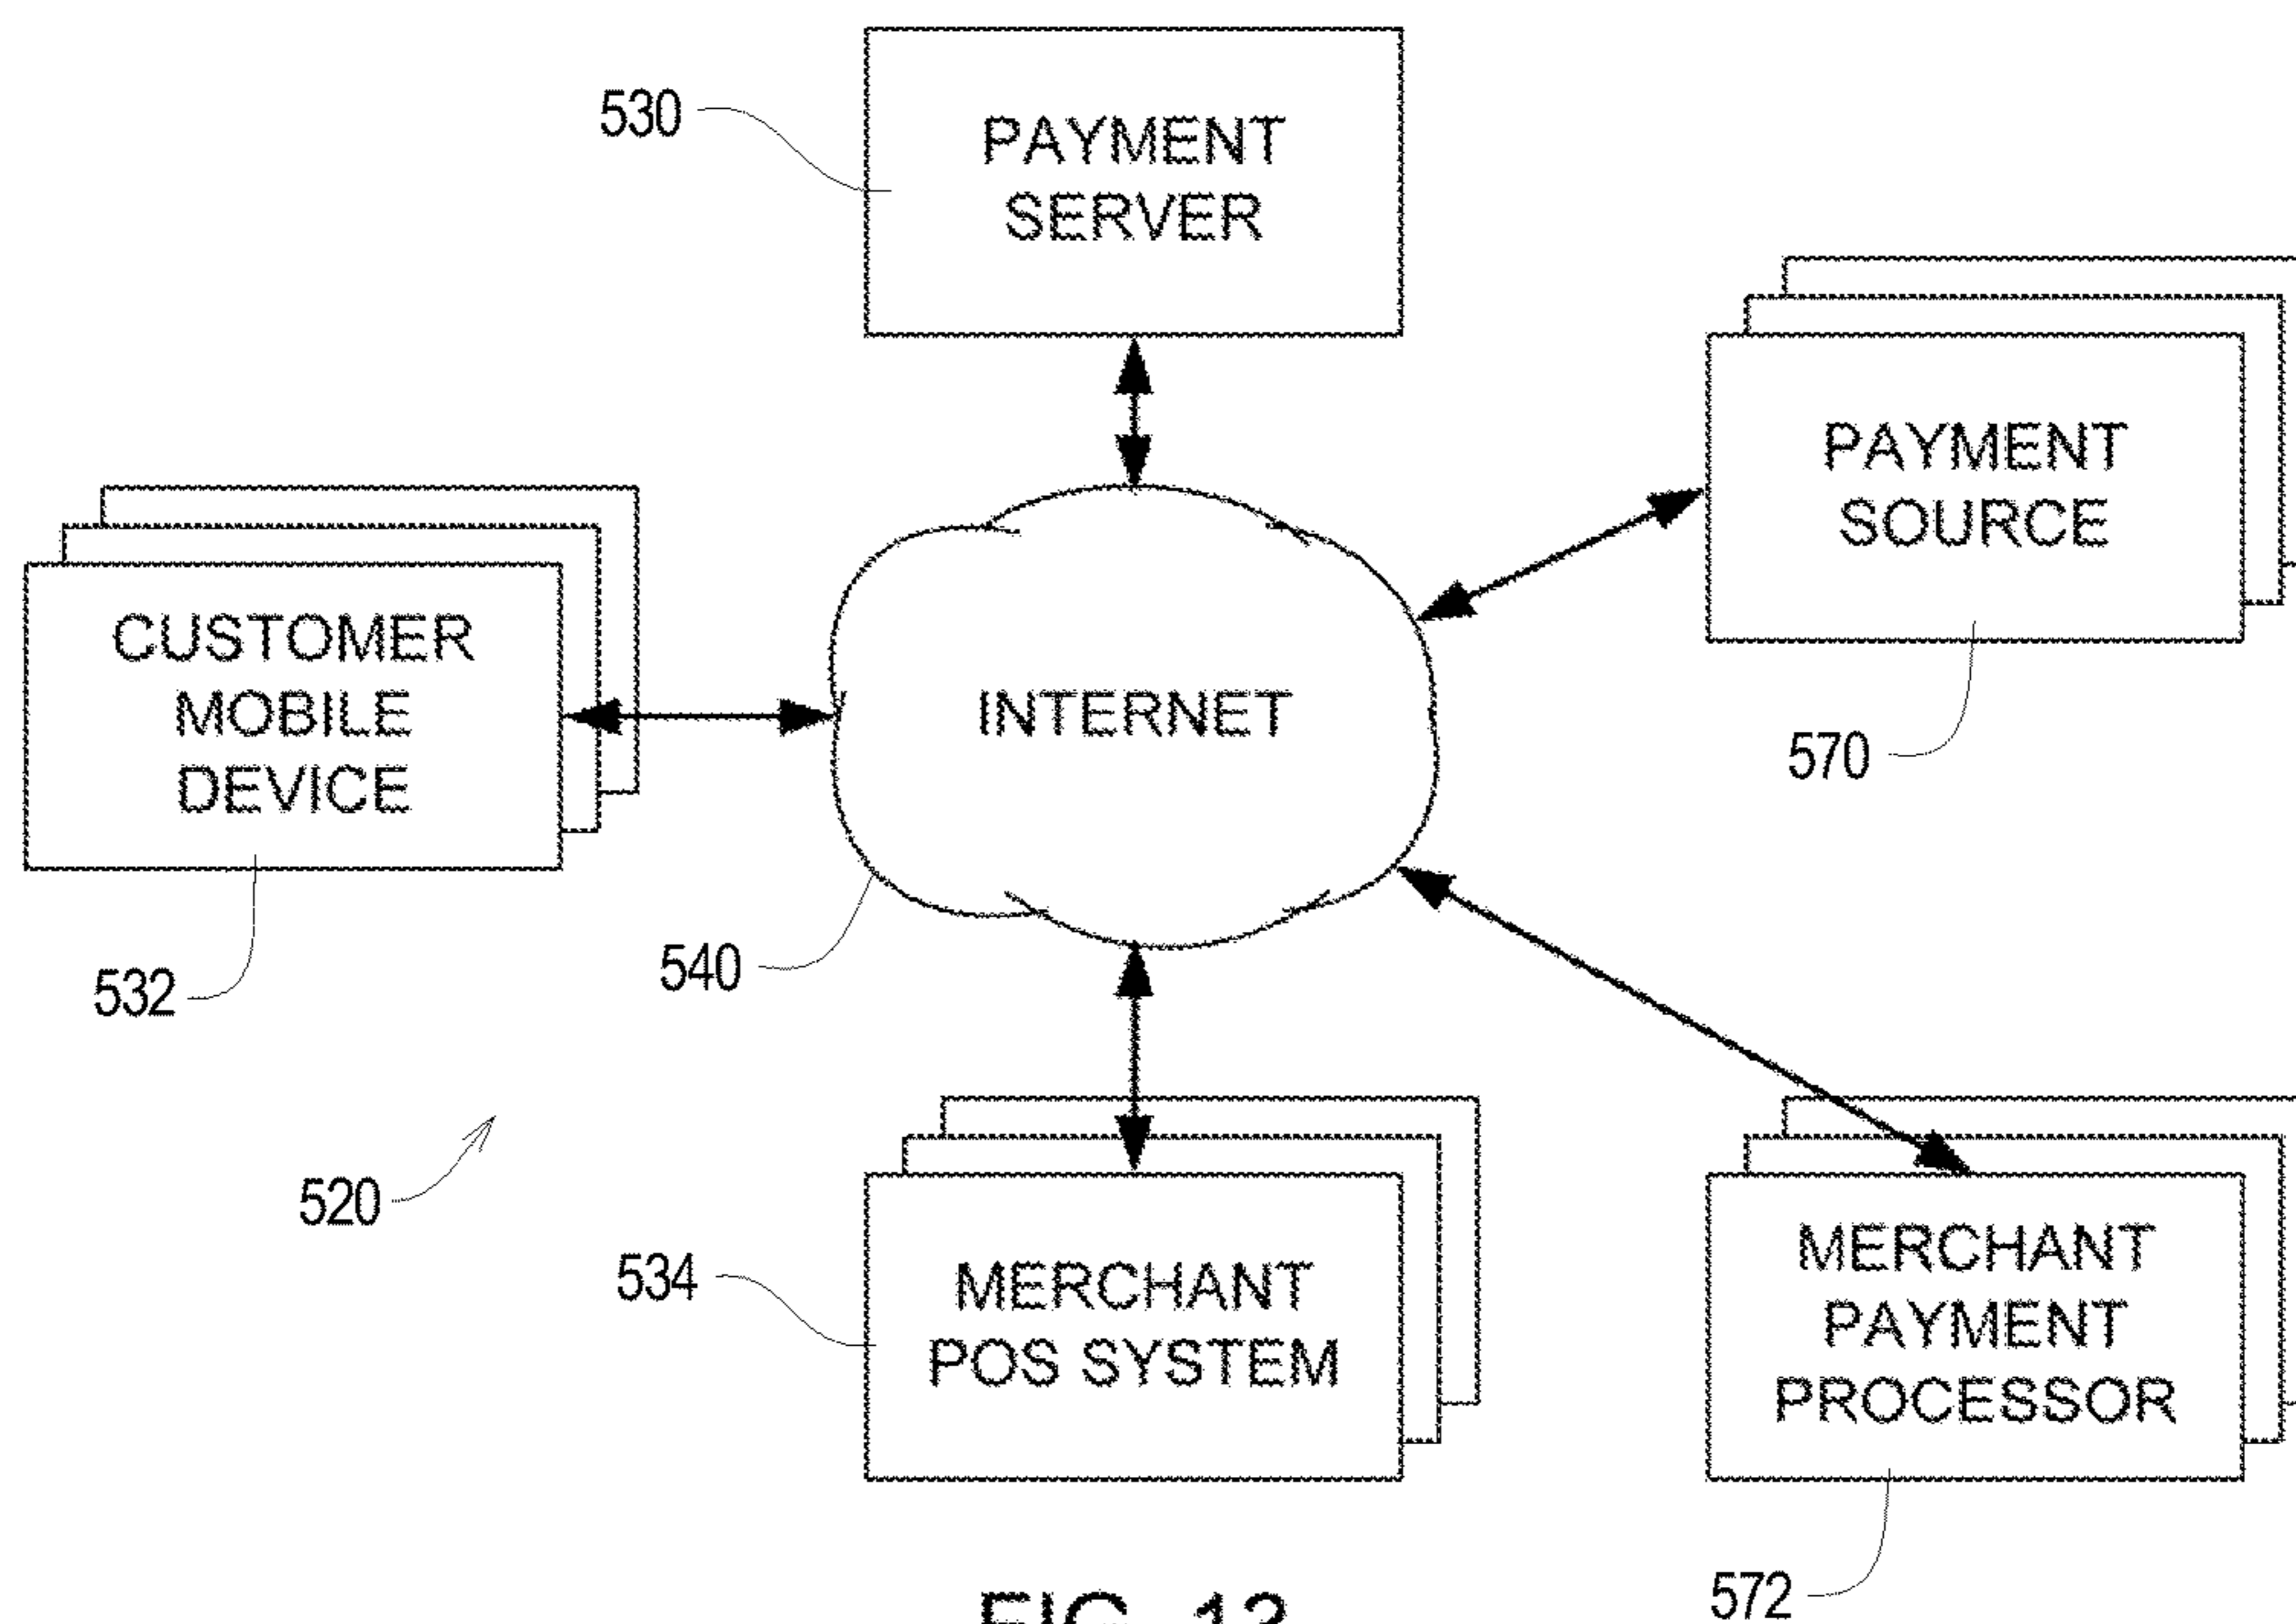 530
PAYMENT
SERVER
PAYMENT
SOURCE
570
CUSTOMER
MOBILE
DEVICE
532
INTERNET
540
520
534
MERCHANT
POS SYSTEM
MERCHANT
PAYMENT
PROCESSOR
572
FIG.